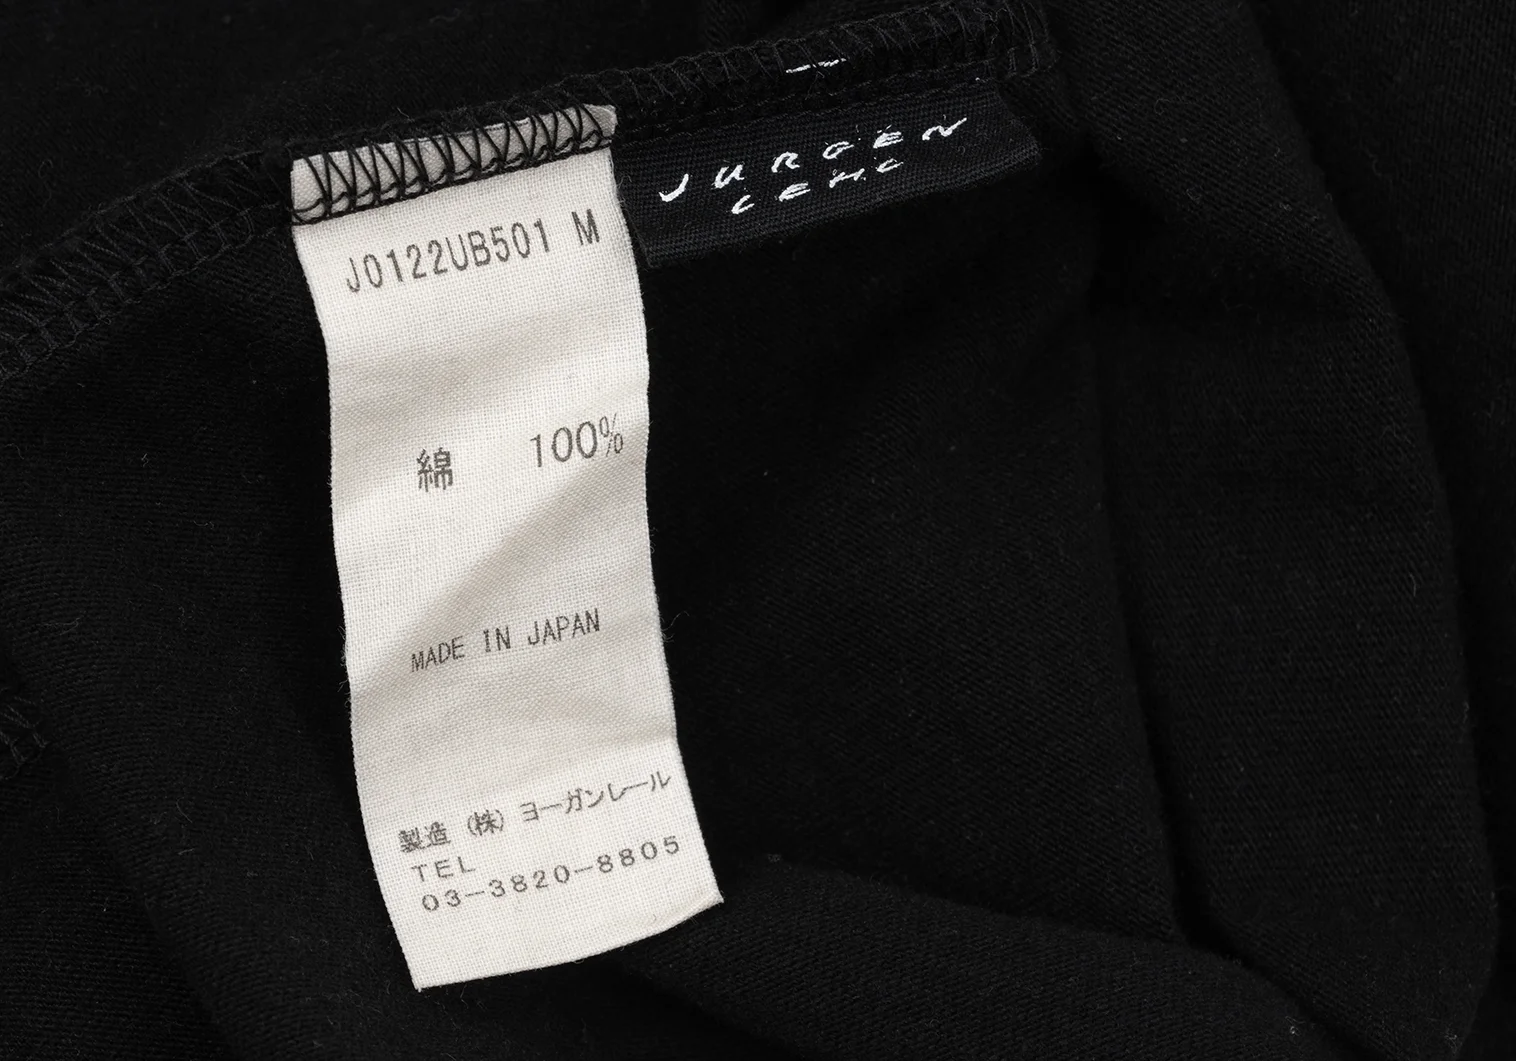 J0122UB501 M
綿 100%
MADE IN JAPAN
製造 (株) ヨーガンレール
TEL
03-3820-8805
JURGEN
LEHL